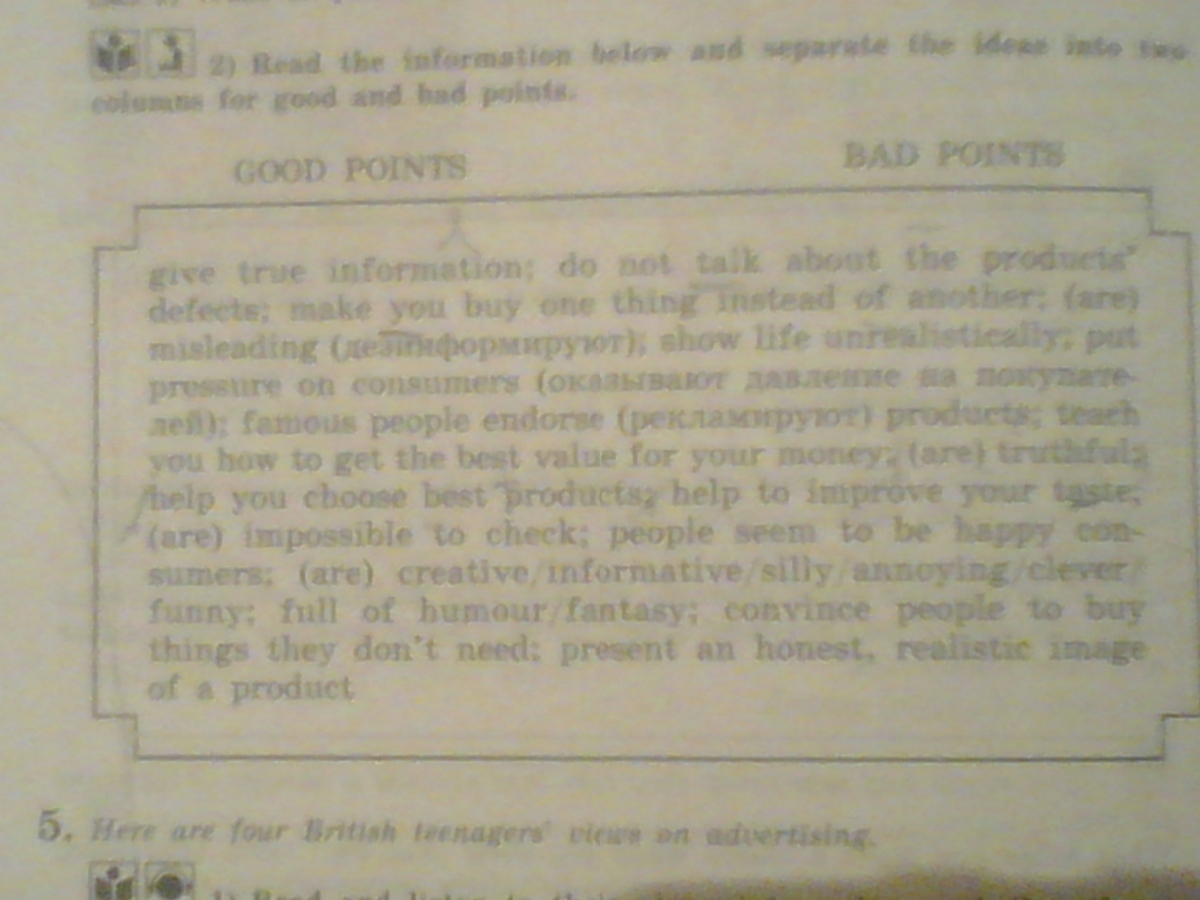 2) Read the information below and separate the ideas into two
columns for good and bad points.
GOOD POINTS
BAD POINTS
give true information; do not talk about the products'
defects; make you buy one thing instead of another; (are)
misleading (дезинформируют); show life unrealistically; put
pressure on consumers (оказывают давление на покупате-
лей); famous people endorse (рекламируют) products; teach
you how to get the best value for your money; (are) truthful;
help you choose best products; help to improve your taste;
(are) impossible to check; people seem to be happy con-
sumers; (are) creative/informative/silly/annoying/clever/
funny; full of humour/fantasy; convince people to buy
things they don't need; present an honest, realistic image
of a product
5. Here are four British teenagers' views on advertising.
1) Read and listen to